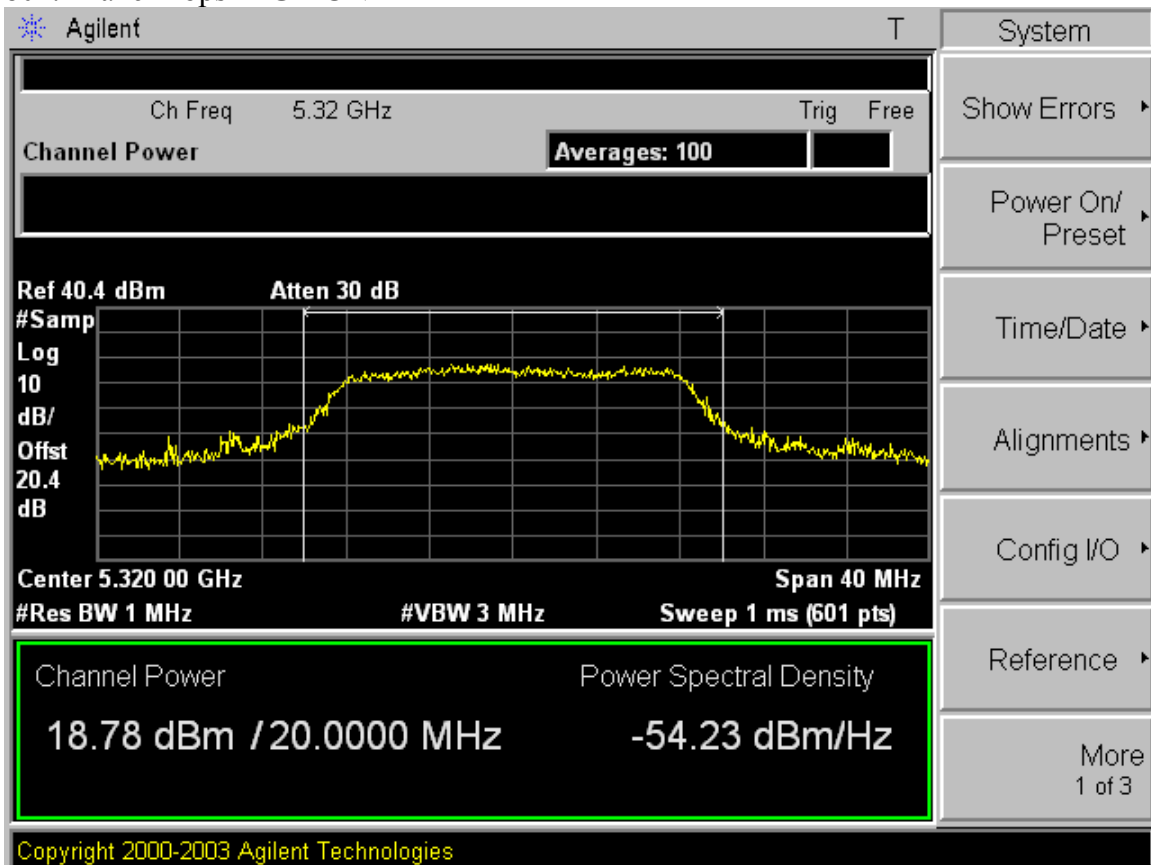 Agilent T
System
Ch Freq 5.32 GHz Trig Free
Channel Power Averages: 100
Ref 40.4 dBm Atten 30 dB
#Samp
Log
10
dB/
Offst
20.4
dB
Center 5.320 00 GHz Span 40 MHz
#Res BW 1 MHz #VBW 3 MHz Sweep 1 ms (601 pts)
Channel Power Power Spectral Density
18.78 dBm / 20.0000 MHz -54.23 dBm/Hz
Copyright 2000-2003 Agilent Technologies
Show Errors
Power On/
Preset
Time/Date
Alignments
Config I/O
Reference
More
1 of 3